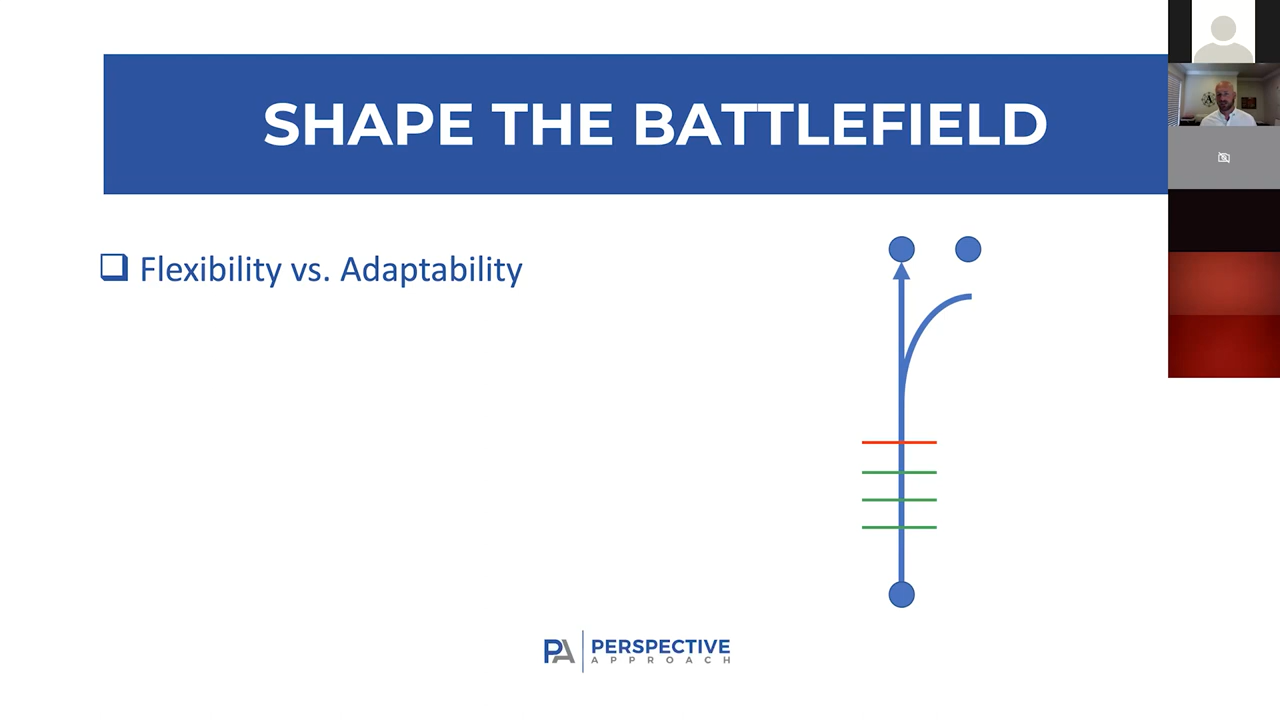 SHAPE THE BATTLEFIELD
Flexibility vs. Adaptability
PA PERSPECTIVE
APPROACH